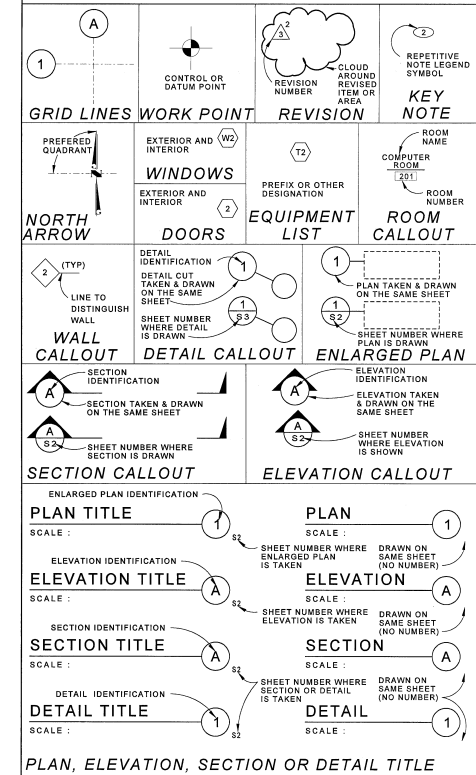 A
1
GRID LINES
CONTROL OR
DATUM POINT
WORK POINT
2
3
REVISION
NUMBER
CLOUD
AROUND
REVISED
ITEM OR
AREA
REVISION
2
REPETITIVE
NOTE LEGEND
SYMBOL
KEY
NOTE
PREFERED
QUADRANT
N
NORTH
ARROW
EXTERIOR AND
INTERIOR
W2
WINDOWS
EXTERIOR AND
INTERIOR
2
DOORS
T2
PREFIX OR OTHER
DESIGNATION
EQUIPMENT
LIST
ROOM
NAME
COMPUTER
ROOM
201
ROOM
NUMBER
ROOM
CALLOUT
2
(TYP)
LINE TO
DISTINGUISH
WALL
WALL
CALLOUT
DETAIL
IDENTIFICATION
1
DETAIL CUT
TAKEN & DRAWN
ON THE SAME
SHEET
1
S3
SHEET NUMBER
WHERE DETAIL
IS DRAWN
DETAIL CALLOUT
1
PLAN TAKEN & DRAWN
ON THE SAME SHEET
1
S2
SHEET NUMBER WHERE
PLAN IS DRAWN
ENLARGED PLAN
SECTION
IDENTIFICATION
A
SECTION TAKEN & DRAWN
ON THE SAME SHEET
A
S2
SHEET NUMBER WHERE
SECTION IS DRAWN
SECTION CALLOUT
ELEVATION
IDENTIFICATION
A
ELEVATION TAKEN
& DRAWN ON THE
SAME SHEET
A
S2
SHEET NUMBER
WHERE ELEVATION
IS SHOWN
ELEVATION CALLOUT
ENLARGED PLAN IDENTIFICATION
PLAN TITLE
1
SCALE :
S2
SHEET NUMBER WHERE
ENLARGED PLAN
IS TAKEN
PLAN
1
SCALE :
DRAWN ON
SAME SHEET
(NO NUMBER)
ELEVATION IDENTIFICATION
ELEVATION TITLE
A
SCALE :
S2
SHEET NUMBER WHERE
ELEVATION IS TAKEN
ELEVATION
A
SCALE :
DRAWN ON
SAME SHEET
(NO NUMBER)
SECTION IDENTIFICATION
SECTION TITLE
A
SCALE :
S2
SHEET NUMBER WHERE
SECTION OR DETAIL
IS TAKEN
SECTION
A
SCALE :
DRAWN ON
SAME SHEET
(NO NUMBER)
DETAIL IDENTIFICATION
DETAIL TITLE
1
SCALE :
S2
DETAIL
1
SCALE :
PLAN, ELEVATION, SECTION OR DETAIL TITLE